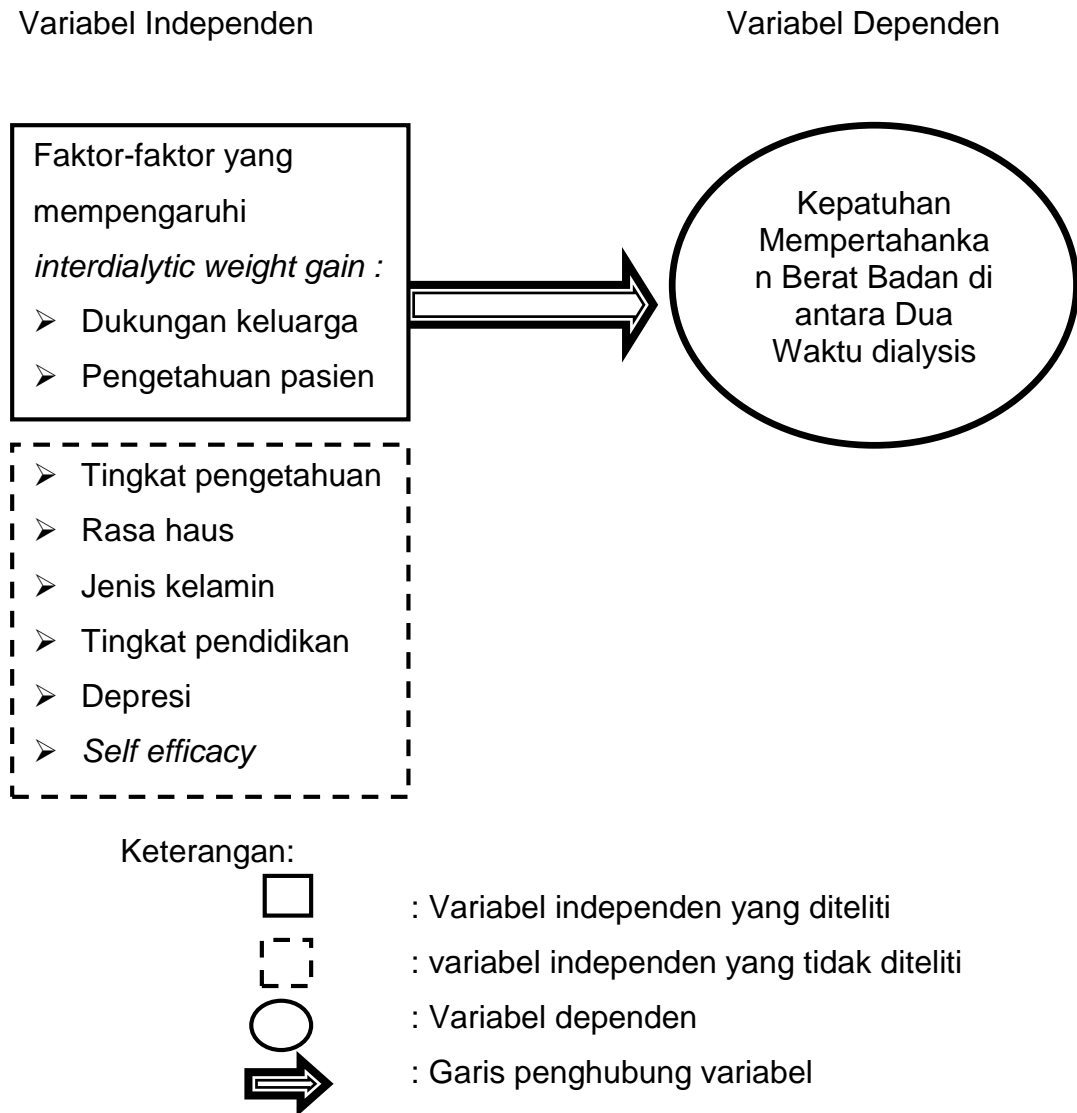 Variabel Independen
Variabel Dependen
Faktor-faktor yang
mempengaruhi
interdialytic weight gain :
➢ Dukungan keluarga
➢ Pengetahuan pasien
Kepatuhan
Mempertahanka
n Berat Badan di
antara Dua
Waktu dialysis
➢ Tingkat pengetahuan
➢ Rasa haus
➢ Jenis kelamin
➢ Tingkat pendidikan
➢ Depresi
➢ Self efficacy
Keterangan:
: Variabel independen yang diteliti
: variabel independen yang tidak diteliti
: Variabel dependen
: Garis penghubung variabel